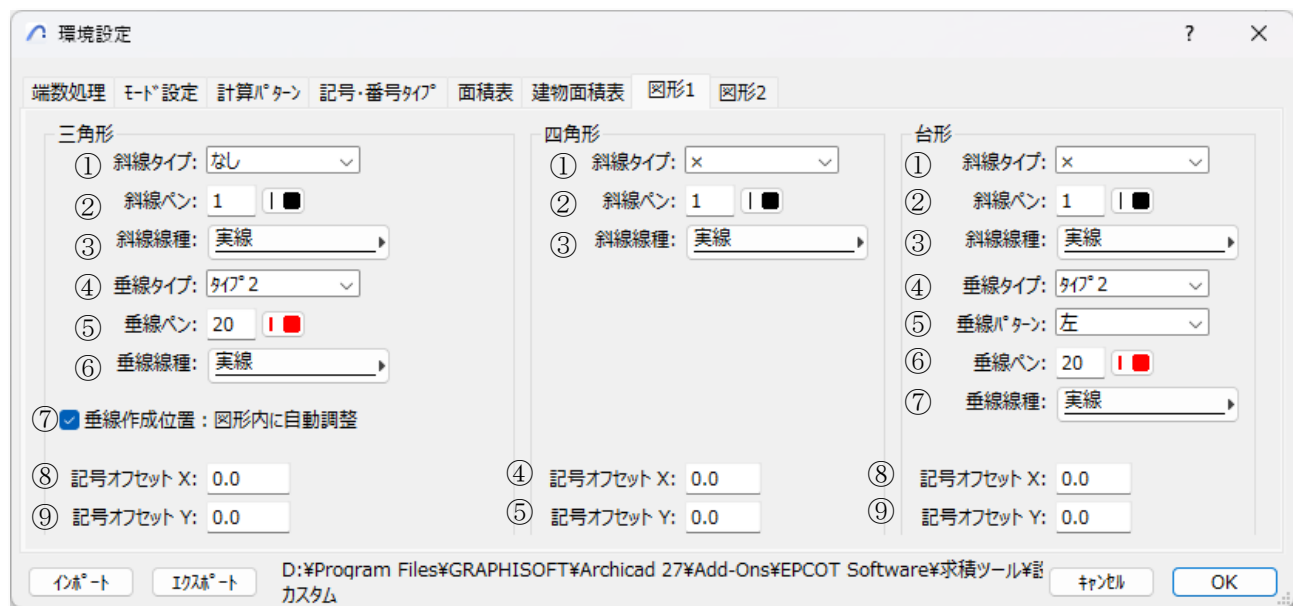 環境設定 ? ×
端数処理 ﾓｰﾄﾞ設定 計算ﾊﾟﾀｰﾝ 記号･番号ﾀｲﾌﾟ 面積表 建物面積表 図形1 図形2
三角形
① 斜線ﾀｲﾌﾟ: なし
② 斜線ペン: 1
③ 斜線線種: 実線
④ 垂線ﾀｲﾌﾟ: ﾀｲﾌﾟ2
⑤ 垂線ペン: 20
⑥ 垂線線種: 実線
⑦ 垂線作成位置：図形内に自動調整
⑧ 記号ｵﾌｾｯﾄ X: 0.0
⑨ 記号ｵﾌｾｯﾄ Y: 0.0
四角形
① 斜線ﾀｲﾌﾟ: ×
② 斜線ペン: 1
③ 斜線線種: 実線
④ 記号ｵﾌｾｯﾄ X: 0.0
⑤ 記号ｵﾌｾｯﾄ Y: 0.0
台形
① 斜線ﾀｲﾌﾟ: ×
② 斜線ペン: 1
③ 斜線線種: 実線
④ 垂線ﾀｲﾌﾟ: ﾀｲﾌﾟ2
⑤ 垂線ﾊﾟﾀｰﾝ: 左
⑥ 垂線ペン: 20
⑦ 垂線線種: 実線
⑧ 記号ｵﾌｾｯﾄ X: 0.0
⑨ 記号ｵﾌｾｯﾄ Y: 0.0
ｲﾝﾎﾟｰﾄ ｴｸｽﾎﾟｰﾄ
D:¥Program Files¥GRAPHISOFT¥Archicad 27¥Add-Ons¥EPCOT Software¥求積ツール¥
カスタム
ｷｬﾝｾﾙ OK